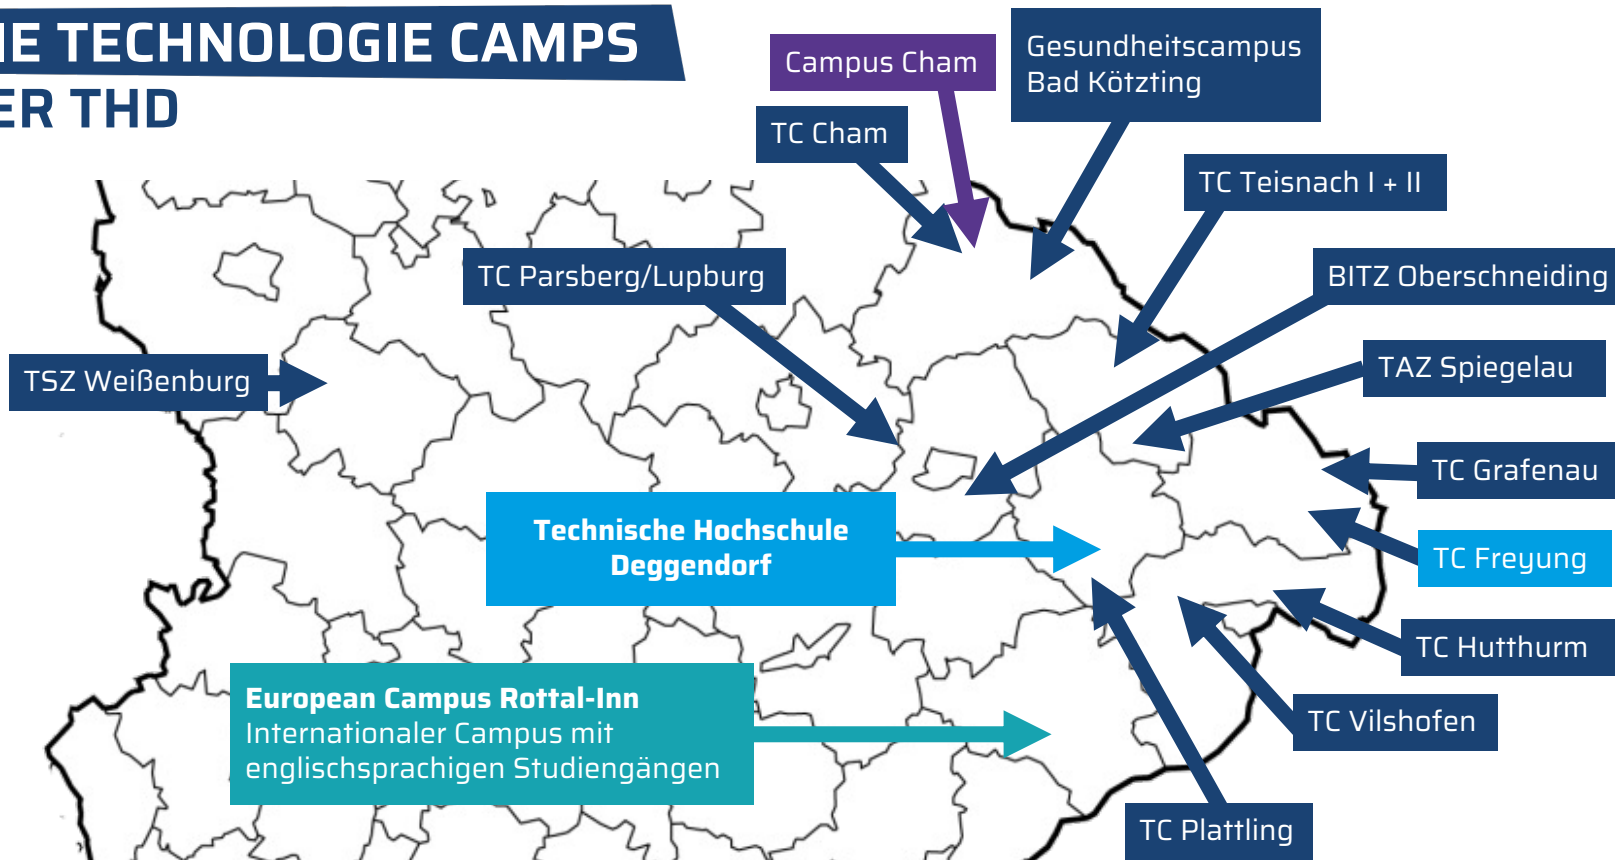 IE TECHNOLOGIE CAMPS
ER THD
Campus Cham
Gesundheitscampus
Bad Kötzting
TC Cham
TC Teisnach I + II
TC Parsberg/Lupburg
BITZ Oberschneiding
TSZ Weißenburg
TAZ Spiegelau
TC Grafenau
Technische Hochschule
Deggendorf
TC Freyung
TC Hutthurm
European Campus Rottal-Inn
Internationaler Campus mit
englischsprachigen Studiengängen
TC Vilshofen
TC Plattling